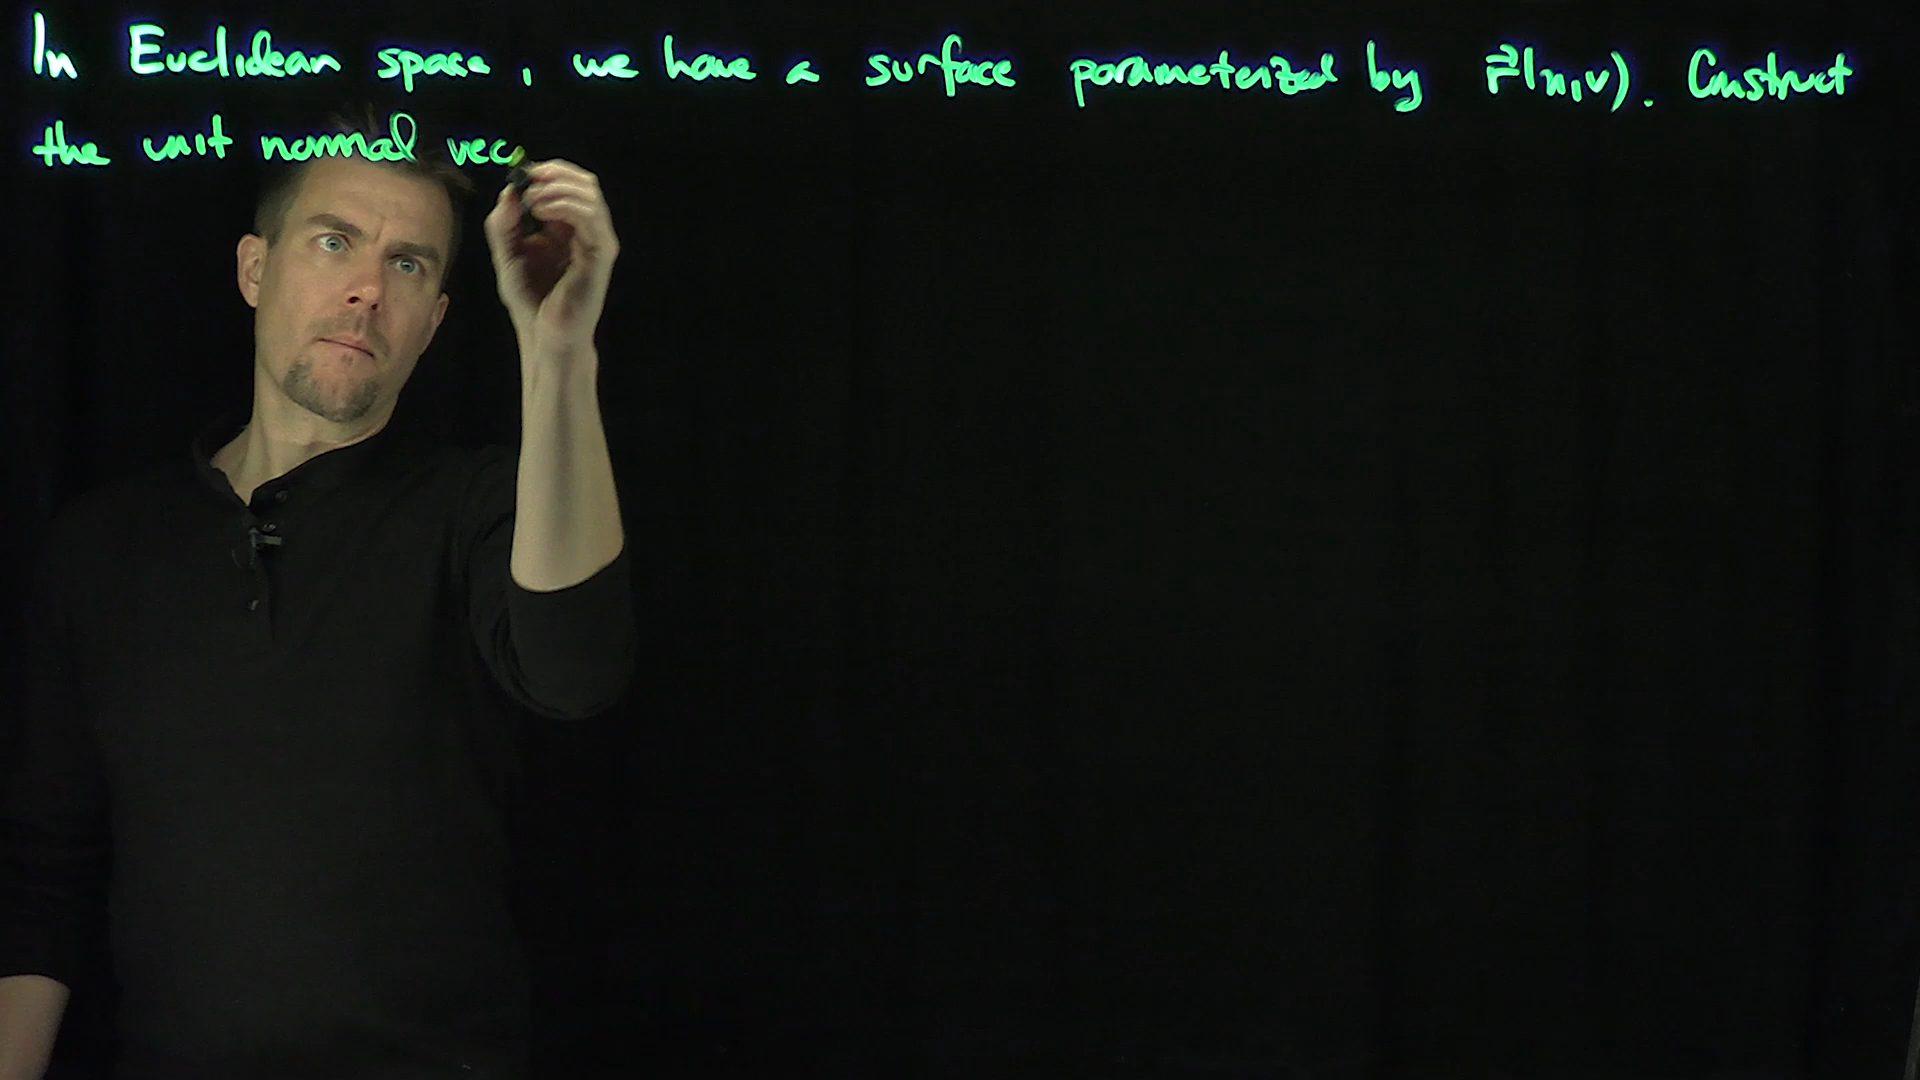 In Euclidean space, we have a surface parameterized by r⃗(u,v). Construct
the unit normal vec